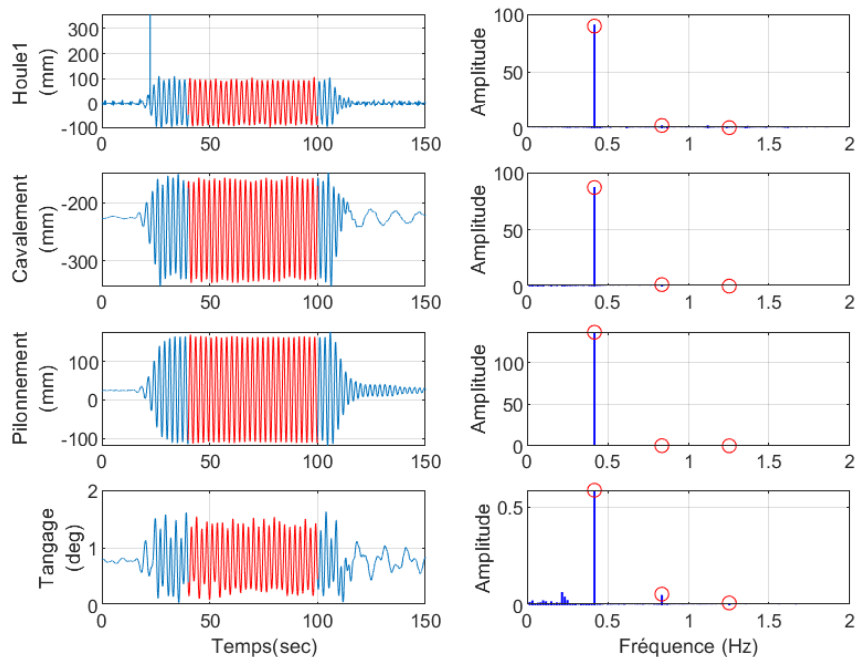 Houle1
(mm)
300
200
100
0
-100
0 50 100 150
Amplitude
100
50
0
0 0.5 1 1.5 2
Cavalement
(mm)
-200
-300
0 50 100 150
Amplitude
100
50
0
0 0.5 1 1.5 2
Pilonnement
(mm)
100
0
-100
0 50 100 150
Amplitude
100
50
0
0 0.5 1 1.5 2
Tangage
(deg)
2
1
0
0 50 100 150
Temps(sec)
Amplitude
0.5
0
0 0.5 1 1.5 2
Fréquence (Hz)